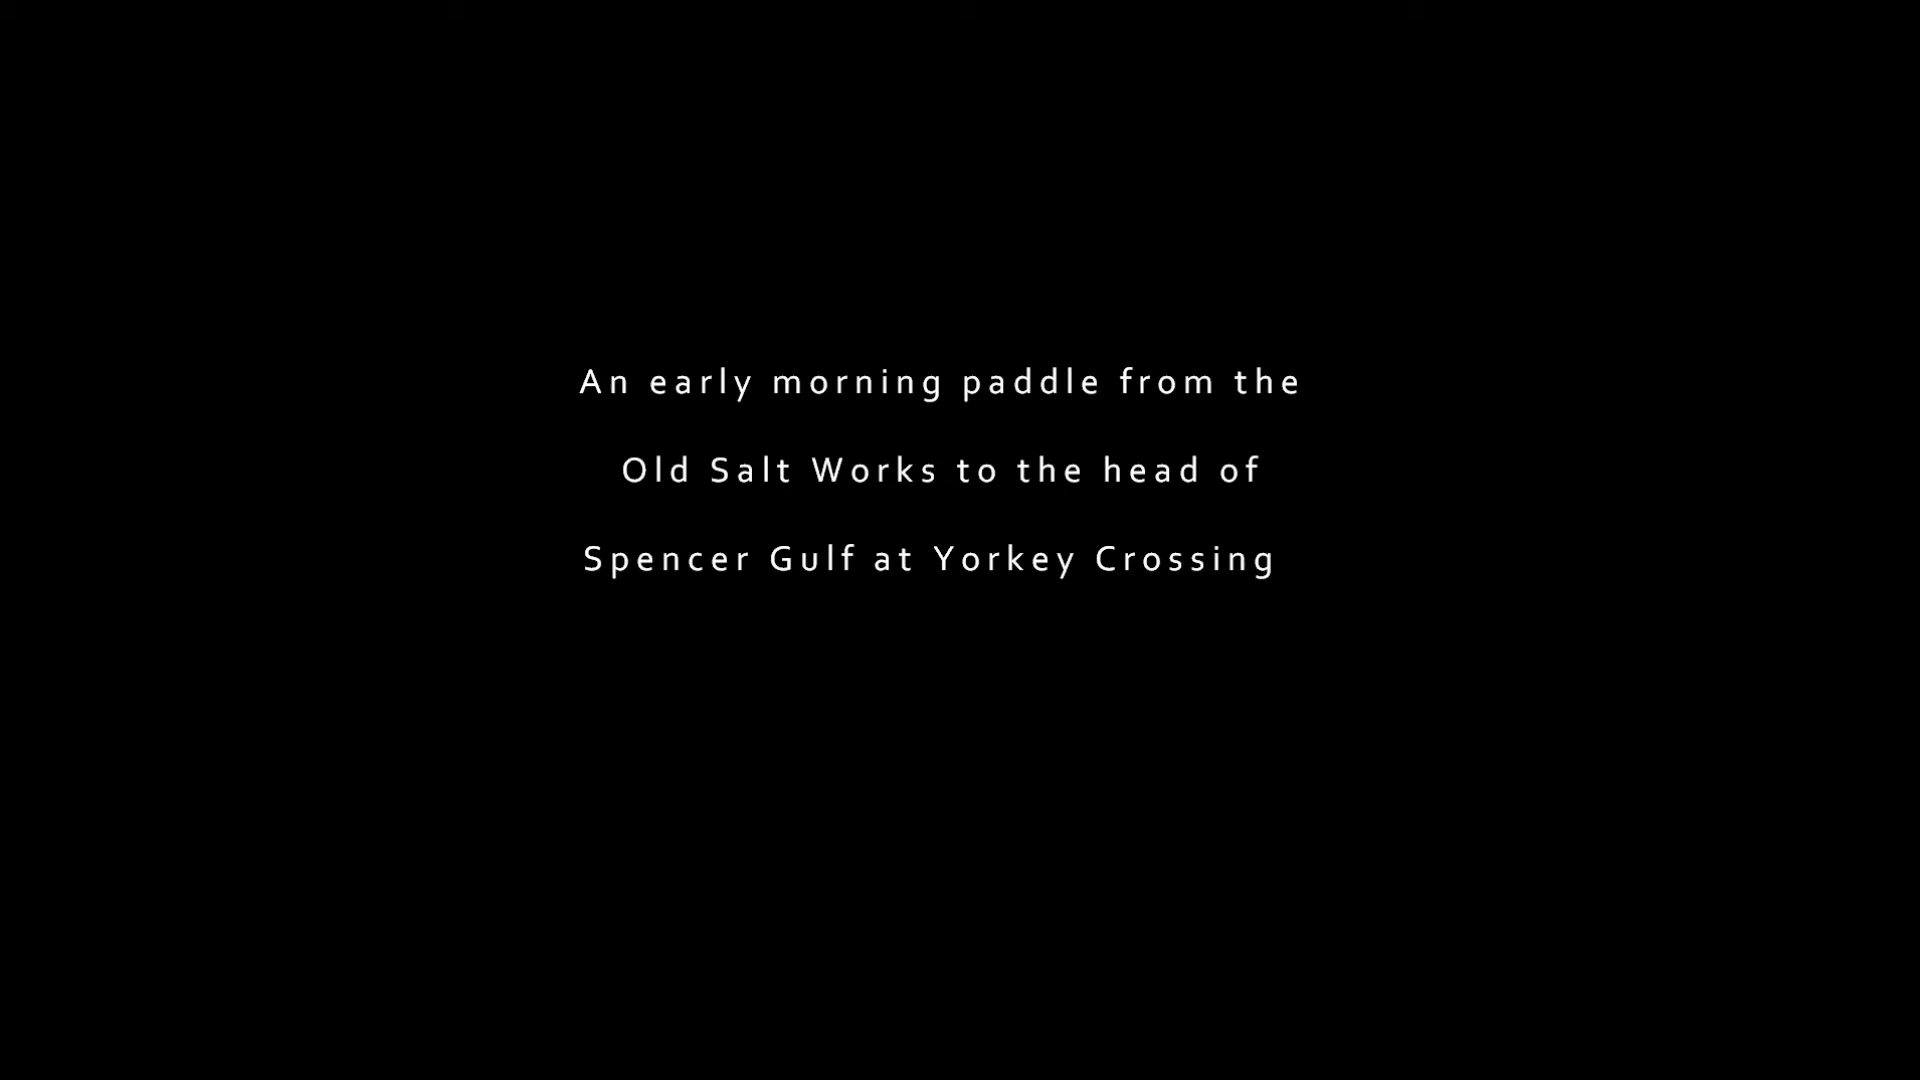 An early morning paddle from the
Old Salt Works to the head of
Spencer Gulf at Yorkey Crossing